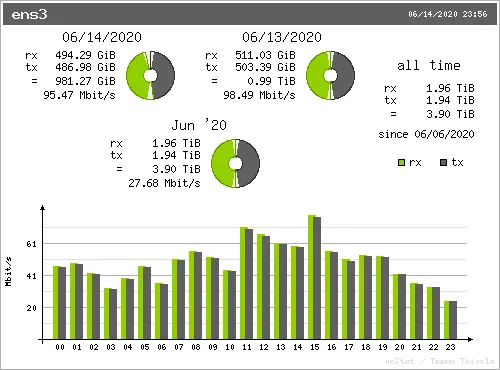 ens3 06/14/2020 23:56
06/14/2020 06/13/2020
rx 494.29 GiB rx 511.03 GiB
tx 486.98 GiB tx 503.39 GiB
= 981.27 GiB = 0.99 TiB
95.47 Mbit/s 98.49 Mbit/s
all time
rx 1.96 TiB
tx 1.94 TiB
= 3.90 TiB
since 06/06/2020
rx tx
Jun '20
rx 1.96 TiB
tx 1.94 TiB
= 3.90 TiB
27.68 Mbit/s
Mbit/s
61
41
20
00 01 02 03 04 05 06 07 08 09 10 11 12 13 14 15 16 17 18 19 20 21 22 23
vnStat / Teemu Toivola